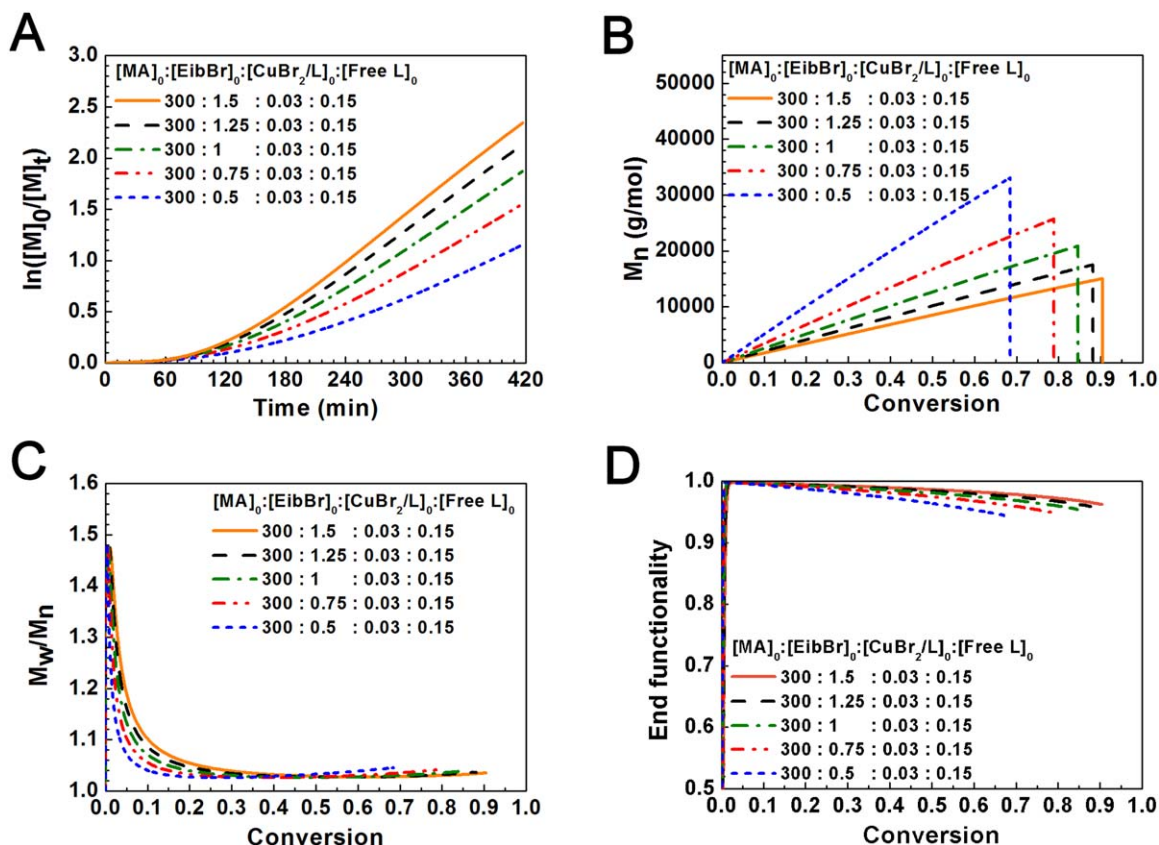 A
3.0
2.5
2.0
1.5
1.0
0.5
0.0
ln([M]0/[M]t)
[MA]0:[EibBr]0:[CuBr2/L]0:[Free L]0
300 : 1.5 : 0.03 : 0.15
300 : 1.25 : 0.03 : 0.15
300 : 1 : 0.03 : 0.15
300 : 0.75 : 0.03 : 0.15
300 : 0.5 : 0.03 : 0.15
0 60 120 180 240 300 360 420
Time (min)
B
50000
40000
30000
20000
10000
0
Mn (g/mol)
[MA]0:[EibBr]0:[CuBr2/L]0:[Free L]0
300 : 1.5 : 0.03 : 0.15
300 : 1.25 : 0.03 : 0.15
300 : 1 : 0.03 : 0.15
300 : 0.75 : 0.03 : 0.15
300 : 0.5 : 0.03 : 0.15
0.0 0.1 0.2 0.3 0.4 0.5 0.6 0.7 0.8 0.9 1.0
Conversion
C
1.6
1.5
1.4
1.3
1.2
1.1
1.0
Mw/Mn
[MA]0:[EibBr]0:[CuBr2/L]0:[Free L]0
300 : 1.5 : 0.03 : 0.15
300 : 1.25 : 0.03 : 0.15
300 : 1 : 0.03 : 0.15
300 : 0.75 : 0.03 : 0.15
300 : 0.5 : 0.03 : 0.15
0.0 0.1 0.2 0.3 0.4 0.5 0.6 0.7 0.8 0.9 1.0
Conversion
D
1.0
0.9
0.8
0.7
0.6
0.5
End functionality
[MA]0:[EibBr]0:[CuBr2/L]0:[Free L]0
300 : 1.5 : 0.03 : 0.15
300 : 1.25 : 0.03 : 0.15
300 : 1 : 0.03 : 0.15
300 : 0.75 : 0.03 : 0.15
300 : 0.5 : 0.03 : 0.15
0.0 0.1 0.2 0.3 0.4 0.5 0.6 0.7 0.8 0.9 1.0
Conversion